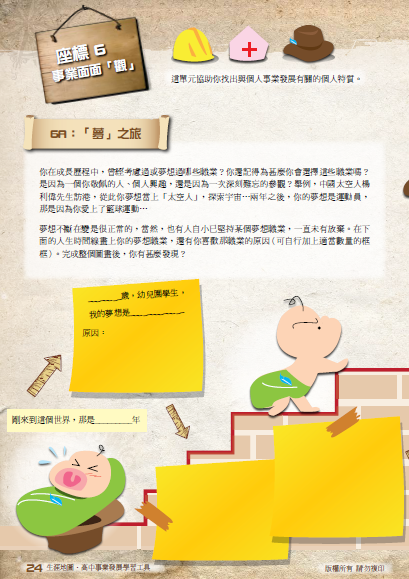 座標 6
事業面面「觀」
這單元協助你找出與個人事業發展有關的個人特質。
6A：「夢」之旅
你在成長歷程中，曾經考慮過或夢想過哪些職業？你還記得為甚麼你會選擇這些職業嗎？
是因為一個你敬佩的人、個人興趣，還是因為一次深刻難忘的參觀？舉例，中國太空人楊
利偉先生訪港，從此你夢想當上「太空人」，探索宇宙…兩年之後，你的夢想是運動員，
那是因為你愛上了籃球運動…
夢想不斷在變是很正常的，當然，也有人自小已堅持某個夢想職業，一直未有放棄。在下
面的人生時間線畫上你的夢想職業，還有你喜歡那職業的原因（可自行加上適當數量的框
框）。完成整個圖畫後，你有甚麼發現？
________歲，幼兒園學生，
我的夢想是____________
原因：
剛來到這個世界，那是________年
24 生涯地圖‧高中事業發展學習工具
版權所有 請勿複印